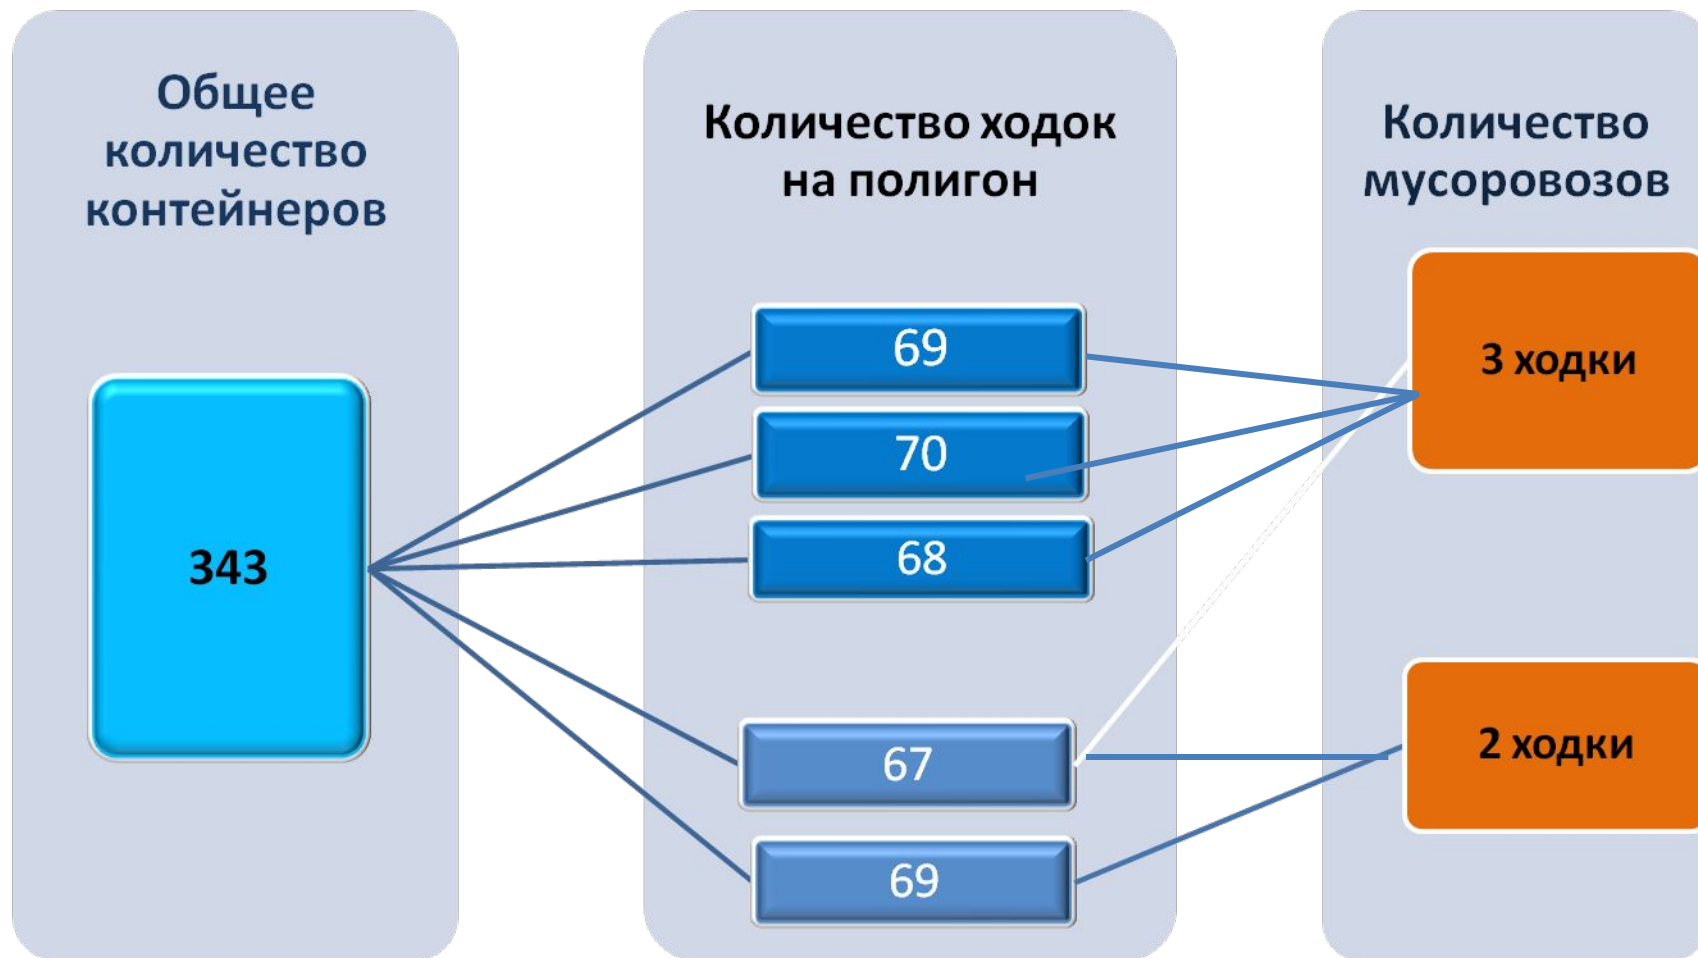 Общее
количество
контейнеров
343
Количество ходок
на полигон
69
70
68
67
69
Количество
мусоровозов
3 ходки
2 ходки